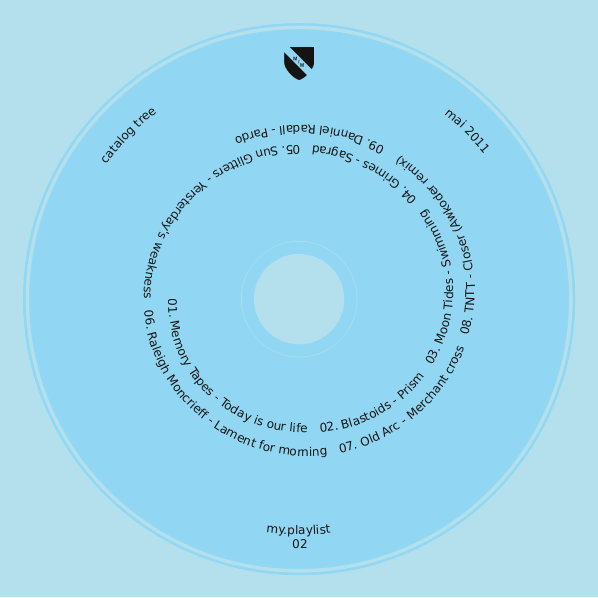 catalog tree
mai 2011
01. Memory Tapes - Today is our life
02. Blastoids - Prism
03. Moon Tides - Swimming
04. Grimes - Sagrad
05. Sun Glitters - Yersterday's weakness
06. Raleigh Moncrieff - Lament for morning
07. Old Arc - Merchant cross
08. TNTT - Closer (Awkoder remix)
09. Danniel Radall - Pardo
my.playlist
02